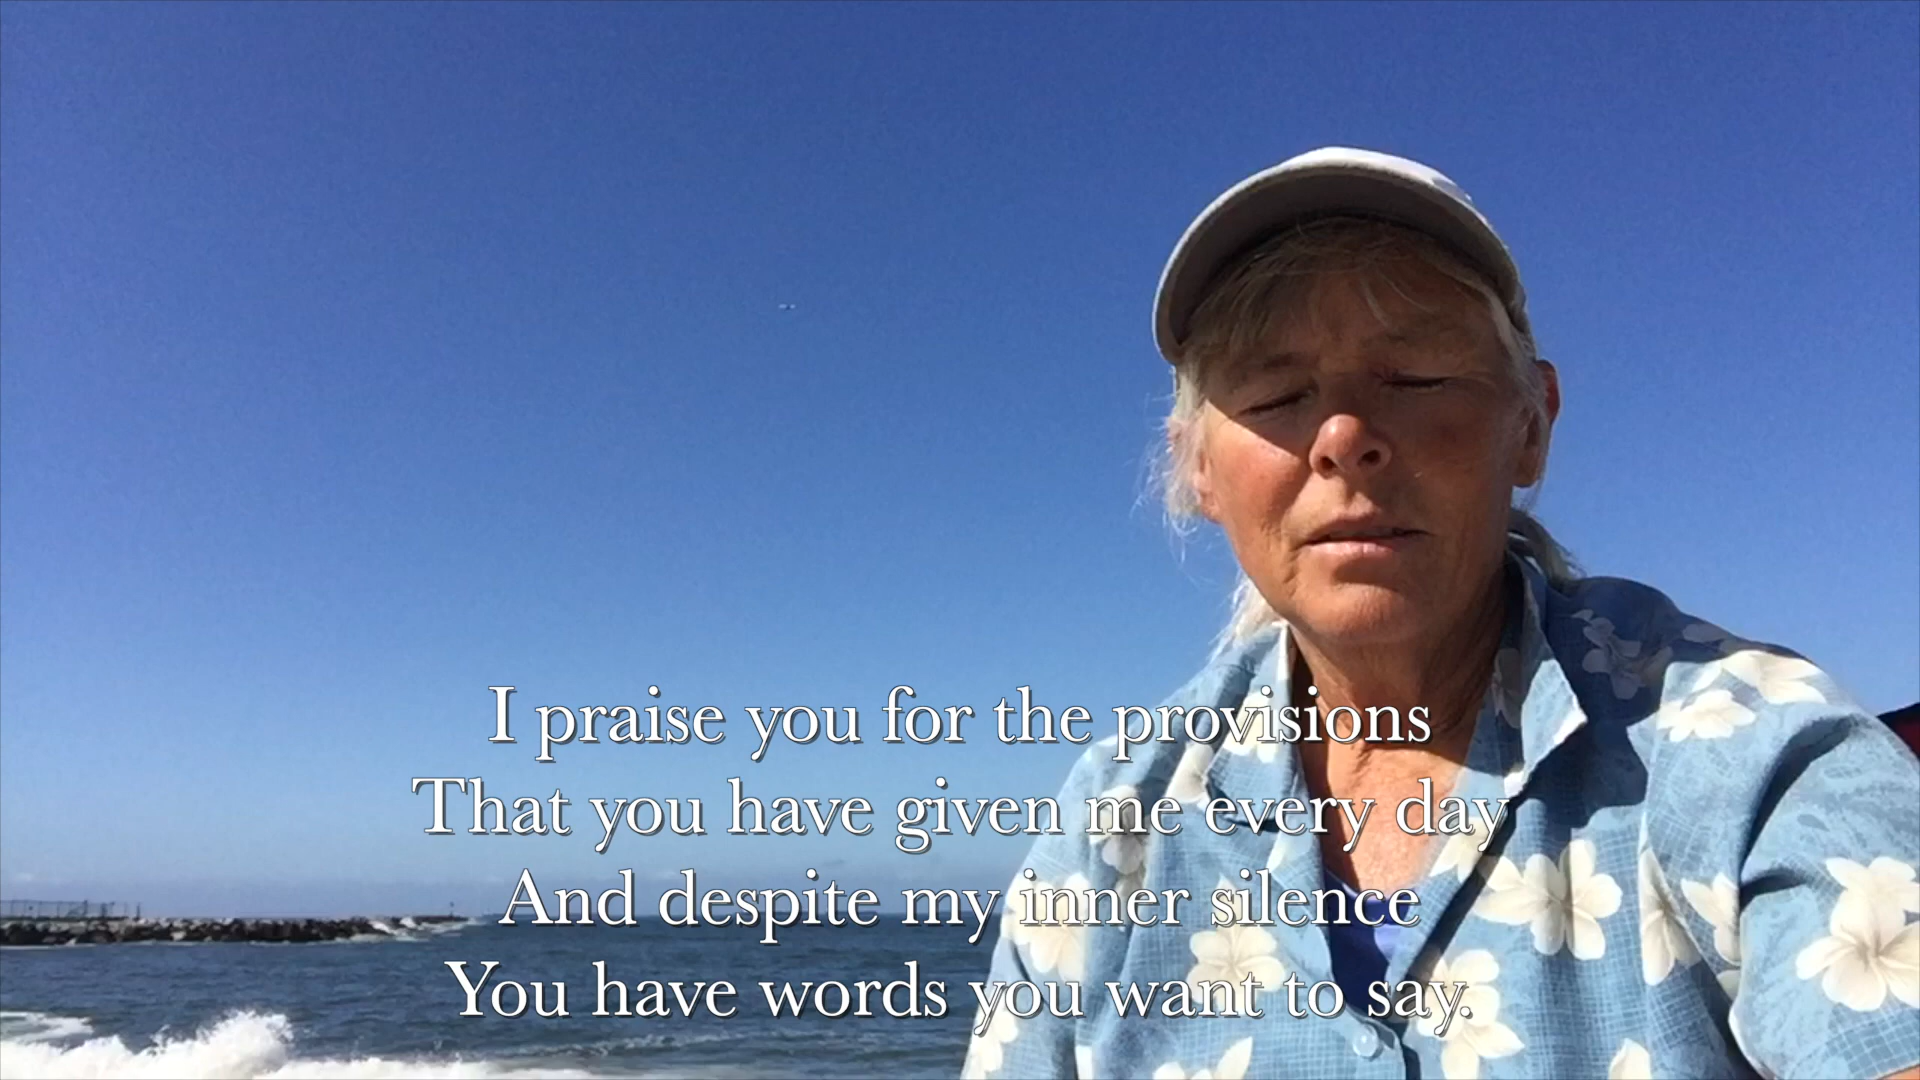 I praise you for the provisions
That you have given me every day
And despite my inner silence
You have words you want to say.